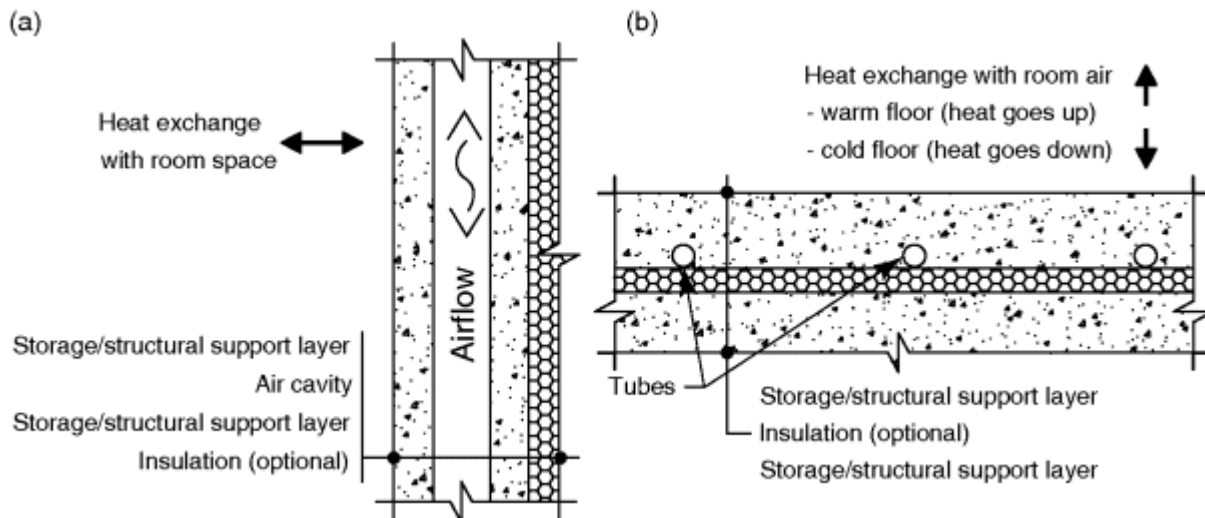 (a)
Heat exchange
with room space
Airflow
Storage/structural support layer
Air cavity
Storage/structural support layer
Insulation (optional)
(b)
Heat exchange with room air
- warm floor (heat goes up)
- cold floor (heat goes down)
Tubes
Storage/structural support layer
Insulation (optional)
Storage/structural support layer